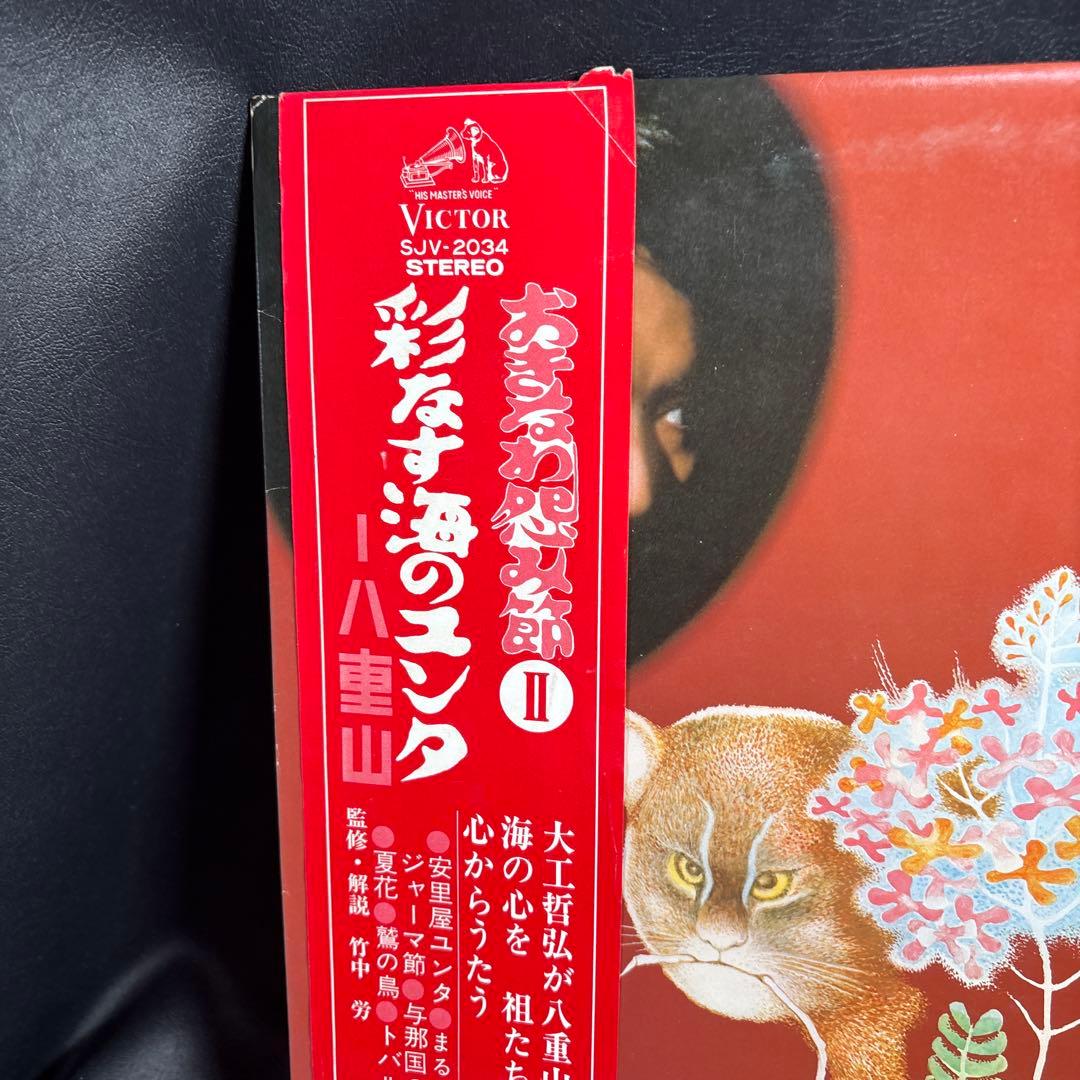 "HIS MASTER'S VOICE"
VICTOR
SJV-2034
STEREO
おきなわ怨み節
II
彩なす海のユンタ
ー八重山
大工哲弘が八重山
海の心を 祖たち
心からうたう
●安里屋ユンタ●まる
ジャーマ節●与那国
●夏花●鷲の鳥●トバ
監修・解説 竹中 労